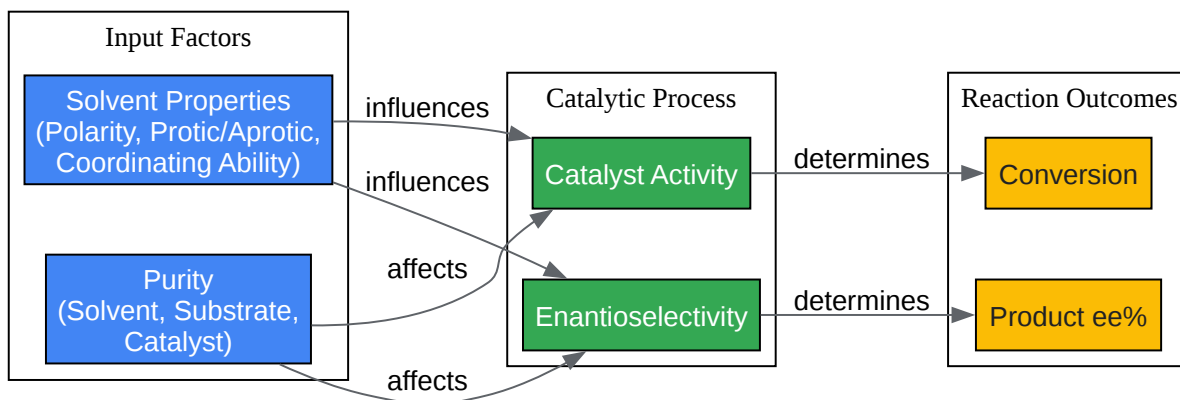 Input Factors
Solvent Properties
(Polarity, Protic/Aprotic,
Coordinating Ability)
Purity
(Solvent, Substrate,
Catalyst)
influences
influences
affects
affects
Catalytic Process
Catalyst Activity
Enantioselectivity
determines
determines
Reaction Outcomes
Conversion
Product ee%